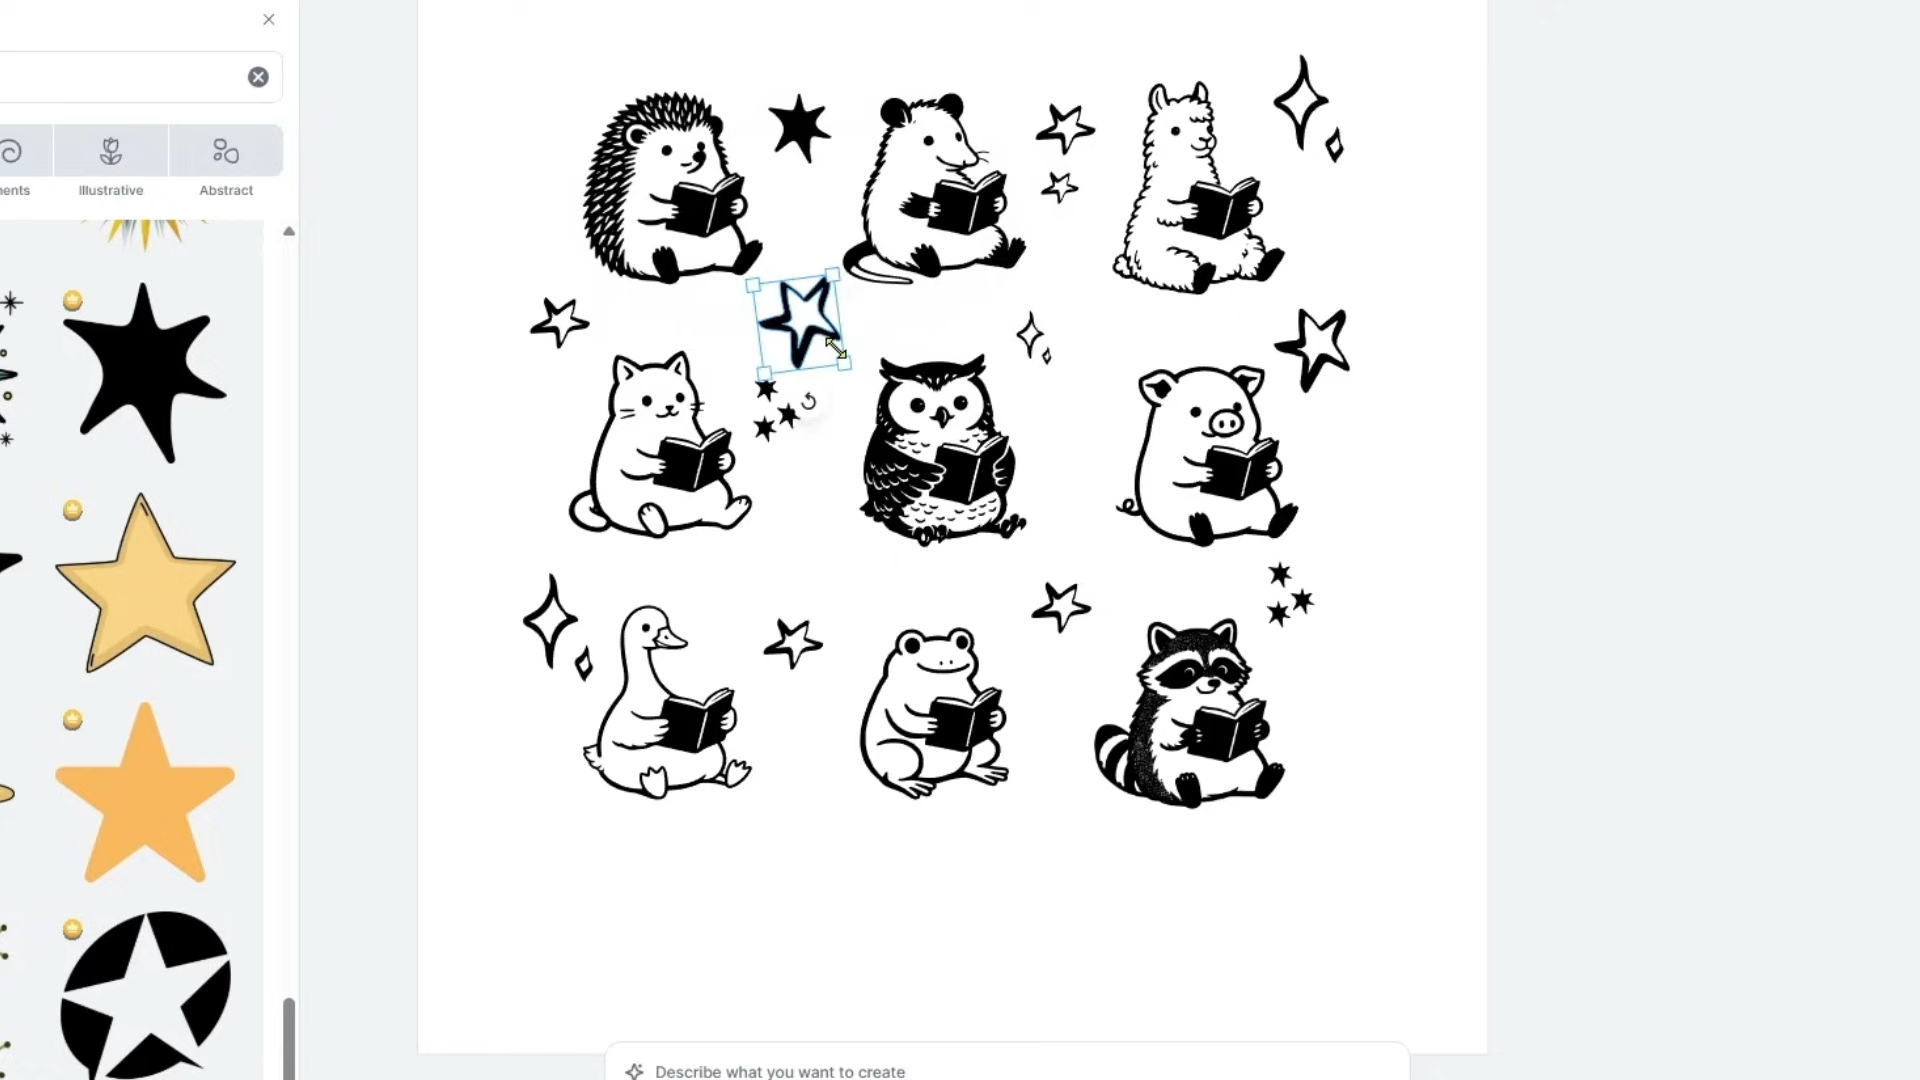 ents
Illustrative
Abstract
Describe what you want to create